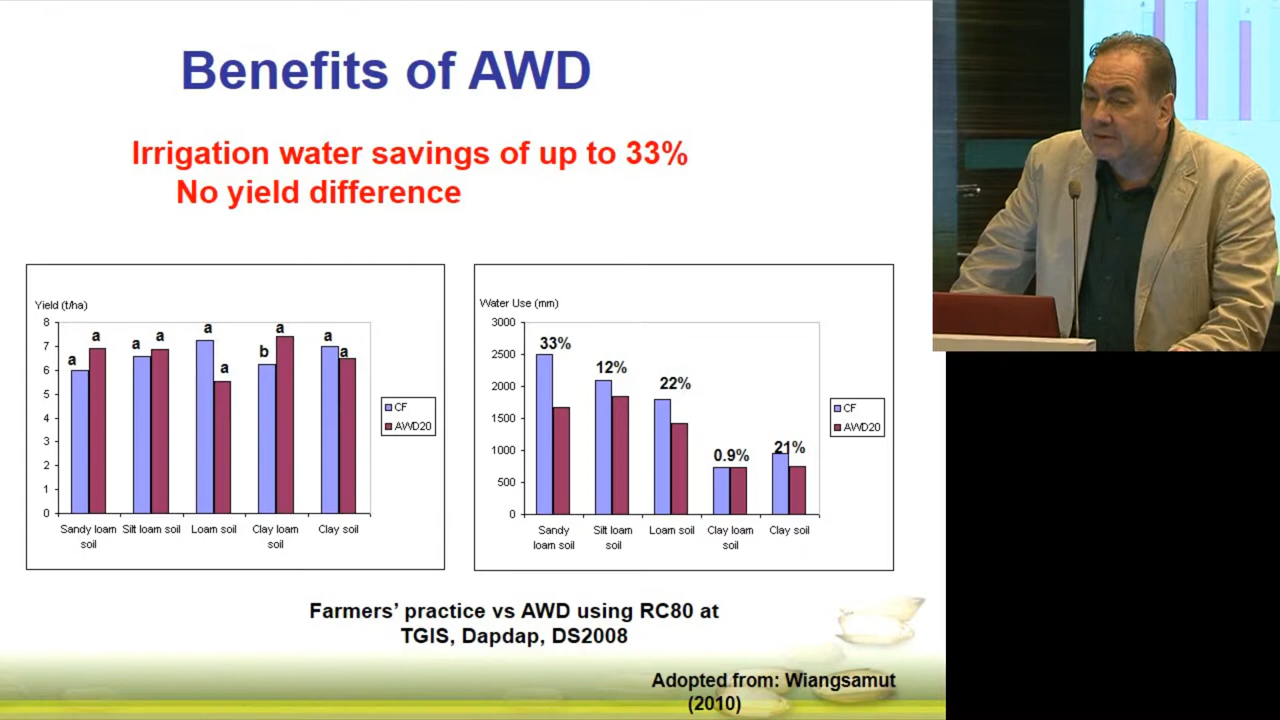 Benefits of AWD
Irrigation water savings of up to 33%
No yield difference
Yield (t/ha)
8
7
6
5
4
3
2
1
0
a
a
a
a
a
a
b
a
a
a
Sandy loam
soil
Silt loam soil
Loam soil
Clay loam
soil
Clay soil
CF
AWD20
Water Use (mm)
3000
2500
2000
1500
1000
500
0
33%
12%
22%
0.9%
21%
Sandy
loam soil
Silt loam
soil
Loam soil
Clay loam
soil
Clay soil
CF
AWD20
Farmers' practice vs AWD using RC80 at
TGIS, Dapdap, DS2008
Adopted from: Wiangsamut
(2010)